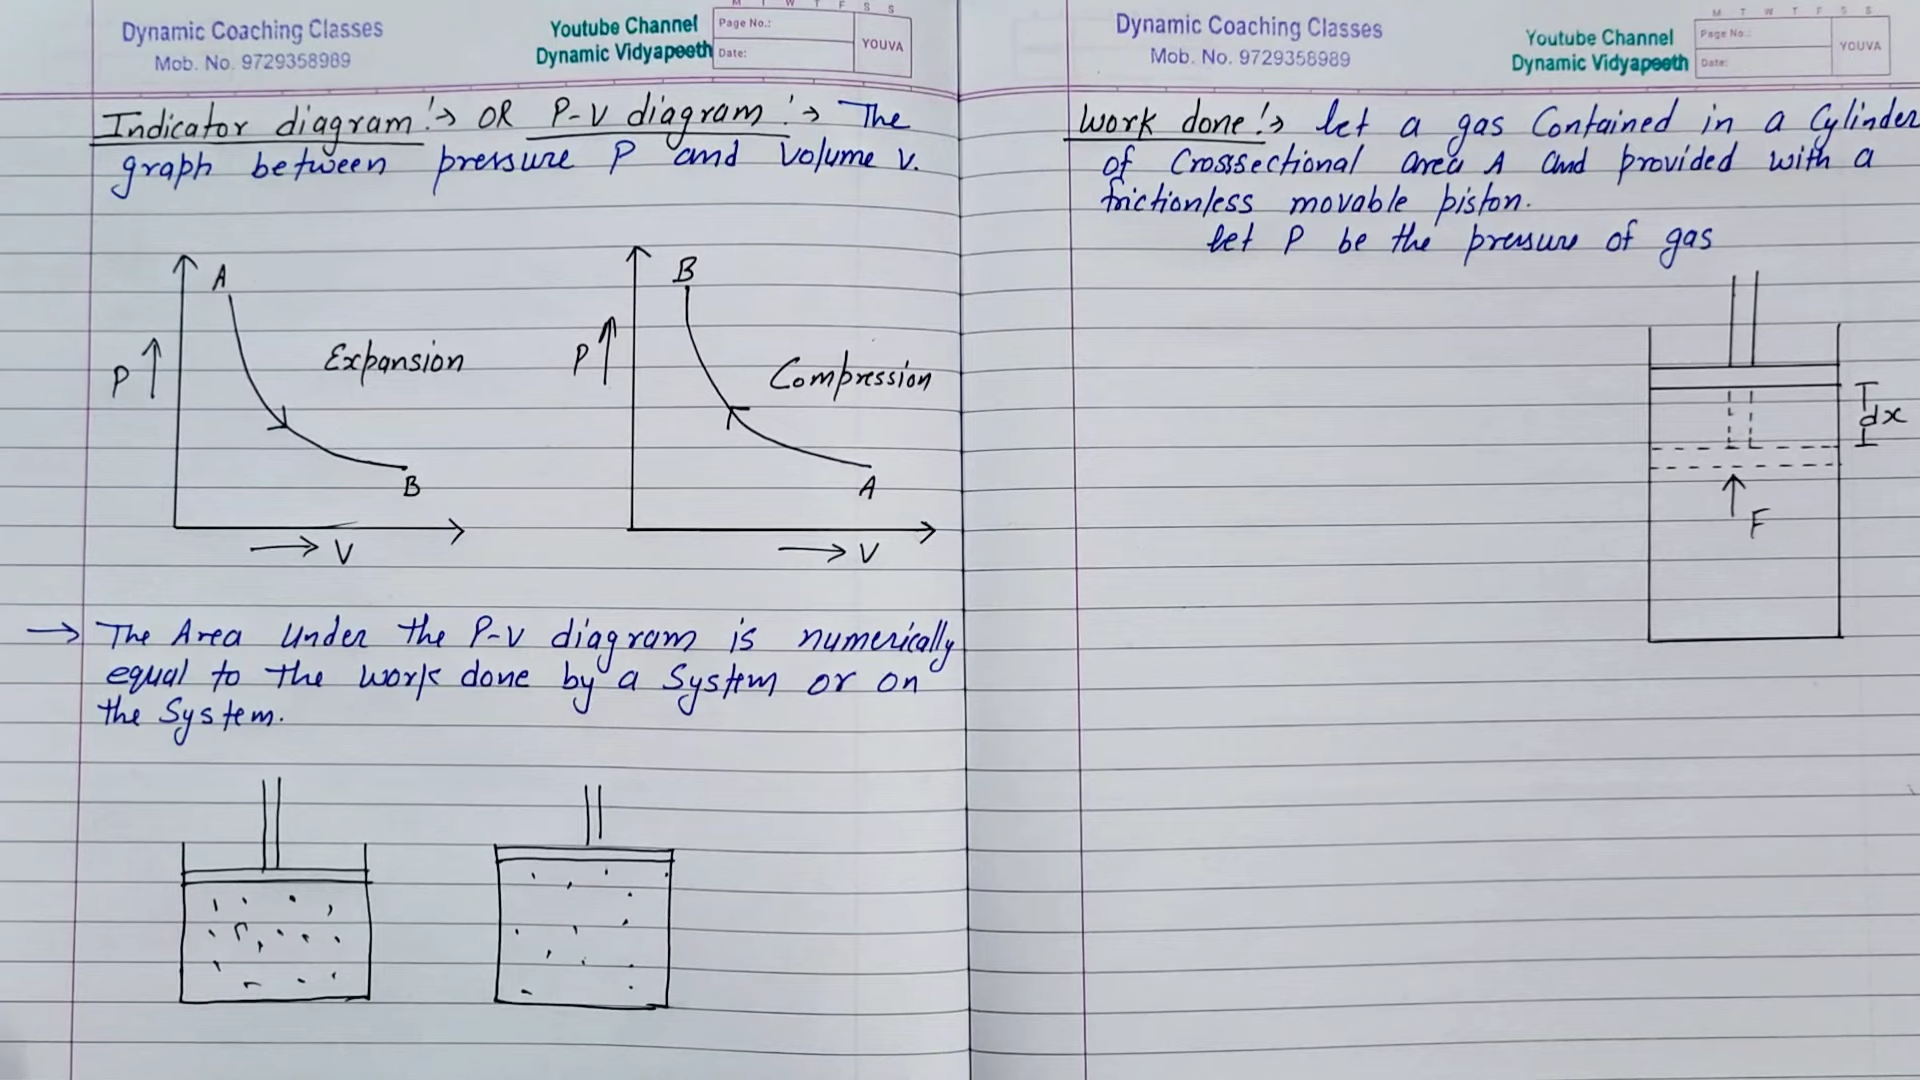 Dynamic Coaching Classes
Mob. No. 9729358989
Youtube Channel
Dynamic Vidyapeeth
M T W T F S S
Page No.:
Date:
YOUVA
Indicator diagram :→ OR P-V diagram :→ The
graph between pressure P and Volume V.
A
P
Expansion
B
V
B
P
Compression
A
V
→ The Area Under the P-V diagram is numerically
equal to the work done by a System or on
the System.
Dynamic Coaching Classes
Mob. No. 9729358989
Youtube Channel
Dynamic Vidyapeeth
M T W T F S S
Page No.:
Date:
YOUVA
Work done :→ let a gas Contained in a Cylinder
of Crosssectional area A and provided with a
frictionless movable piston.
let P be the pressure of gas
dx
F